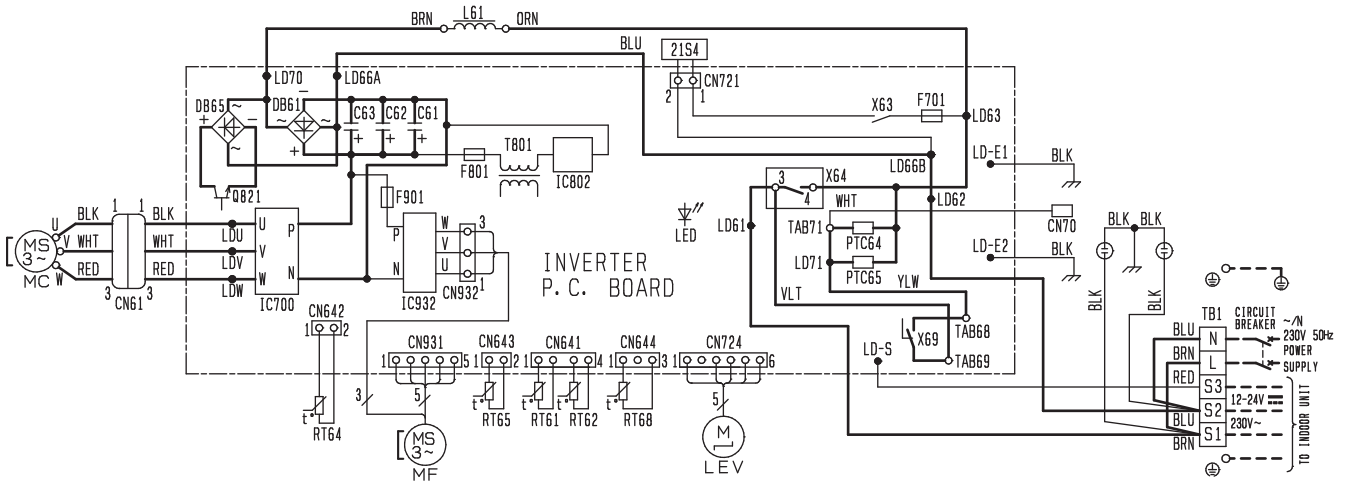 BRN L61 ORN
BLU
21S4
LD70 LD66A
CN721
2 1
DB65 ~ DB61 −
+ − ~ ~
~ +
C63 C62 C61
+ + +
X63 F701
LD63
T801
F801
IC802
LD66B
LD-E1 BLK
Q821
F901
3 X64
4
WHT
LD62
LED
LD61
TAB71
CN70
PTC64
LD-E2 BLK
LD71
PTC65
YLW
VLT
BLK BLK
BLK BLK
U BLK 1 1 BLK
V WHT WHT
W RED 3 3 RED
MS
3~
MC
CN61
LDU
LDV
LDW
U P
V
W N
IC700
P W 3
V
N U 1
IC932 CN932
INVERTER
P. C. BOARD
X69
TAB68
TAB69
LD-S
CN642
1 2
CN931
1 5
CN643
1 2
CN641
1 4
CN644
1 3
CN724
1 6
t°
RT64
3 5
t°
RT65
t°
RT61
t°
RT62
t°
RT68
5
MS
3~
MF
M
LEV
TB1
CIRCUIT
BREAKER
~/N
230V 50Hz
POWER
SUPPLY
BLU N
BRN L
RED S3
S2 12-24V
BLU 230V~
S1
BRN
TO INDOOR UNIT